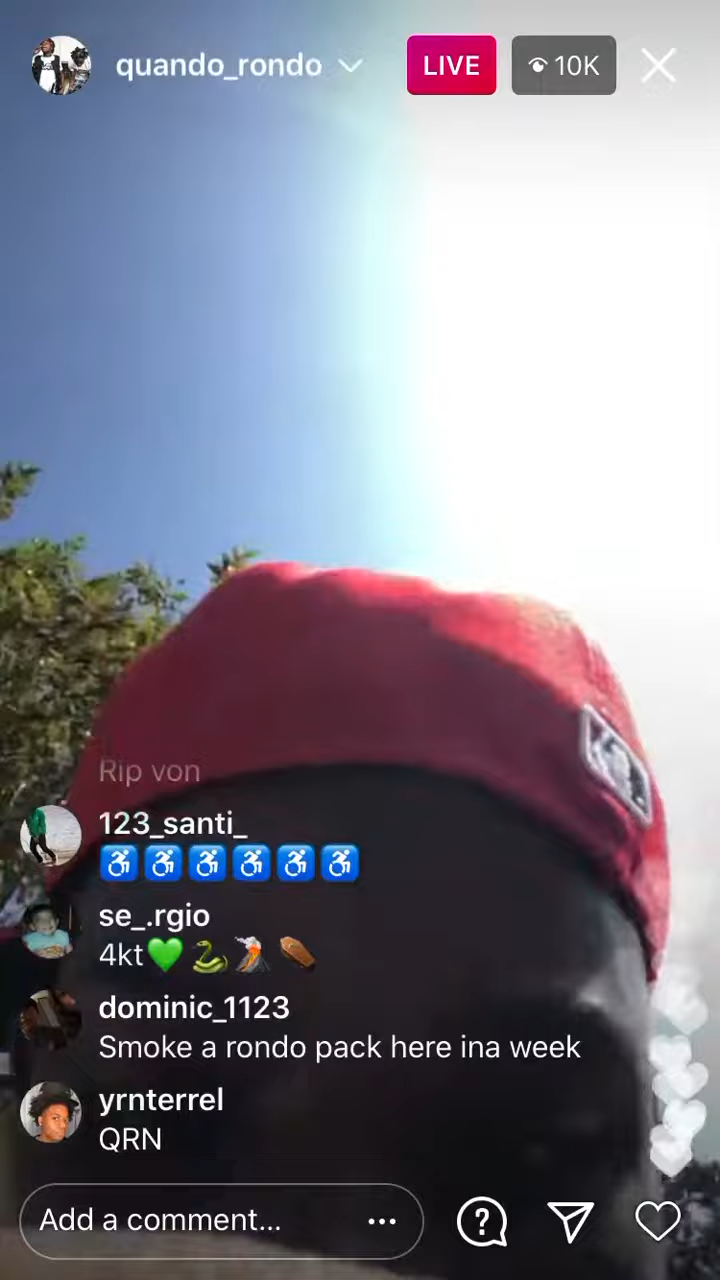 quando_rondo
LIVE
10K
Rip von
123_santi_
♿♿♿♿♿♿
se_.rgio
4kt💚🐍🌋⚰️
dominic_1123
Smoke a rondo pack here ina week
yrnterrel
QRN
Add a comment...